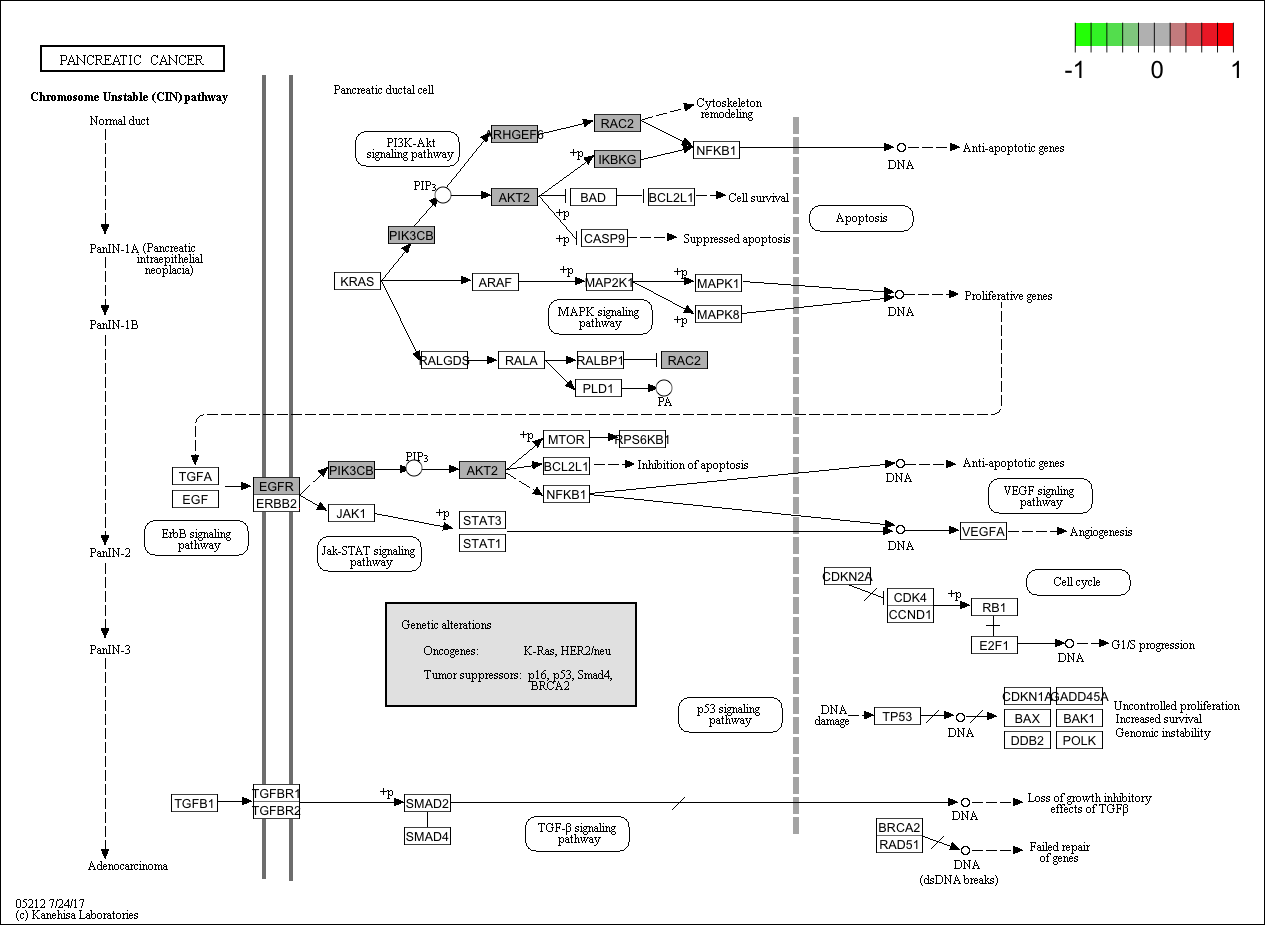 -1
0
1
PANCREATIC CANCER
Chromosome Unstable (CIN) pathway
Normal duct
PanIN-1A (Pancreatic
intraepithelial
neoplacia)
PanIN-1B
PanIN-2
PanIN-3
Adenocarcinoma
Pancreatic ductal cell
PI3K-Akt
signaling pathway
ARHGEF6
RAC2
Cytoskeleton
remodeling
+p
IKBKG
NFKB1
DNA
Anti-apoptotic genes
PIP3
AKT2
BAD
BCL2L1
Cell survival
+p
+p
CASP9
Suppressed apoptosis
Apoptosis
PIK3CB
KRAS
ARAF
+p
MAP2K1
+p
MAPK1
MAPK signaling
pathway
+p
MAPK8
DNA
Proliferative genes
RALGDS
RALA
RALBP1
RAC2
PLD1
PA
TGFA
EGF
EGFR
ERBB2
ErbB signaling
pathway
PIK3CB
PIP3
AKT2
+p
MTOR
RPS6KB1
BCL2L1
Inhibition of apoptosis
NFKB1
DNA
Anti-apoptotic genes
VEGF signling
pathway
JAK1
+p
STAT3
STAT1
Jak-STAT signaling
pathway
DNA
VEGFA
Angiogenesis
CDKN2A
CDK4
CCND1
+p
RB1
E2F1
Cell cycle
DNA
G1/S progression
Genetic alterations
Oncogenes: K-Ras, HER2/neu
Tumor suppressors: p16, p53, Smad4,
BRCA2
p53 signaling
pathway
DNA
damage
TP53
DNA
CDKN1A
GADD45A
BAX
BAK1
DDB2
POLK
Uncontrolled proliferation
Increased survival
Genomic instability
TGFB1
TGFBR1
TGFBR2
+p
SMAD2
SMAD4
TGF-β signaling
pathway
DNA
Loss of growth inhibitory
effects of TGFβ
BRCA2
RAD51
DNA
(dsDNA breaks)
Failed repair
of genes
05212 7/24/17
(c) Kanehisa Laboratories